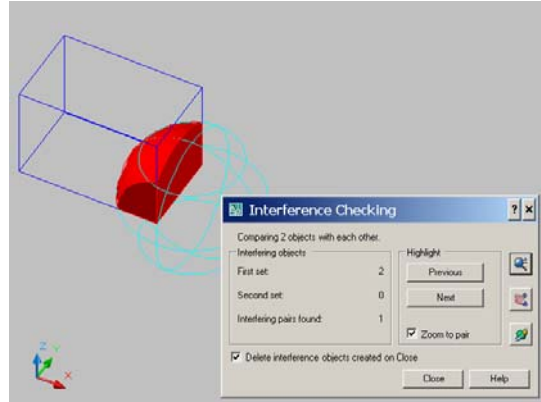 Interference Checking
? ×
Comparing 2 objects with each other.
Interfering objects
First set: 2
Second set: 0
Interfering pairs found: 1
Highlight
Previous
Next
Zoom to pair
Delete interference objects created on Close
Close Help
Z Y
X